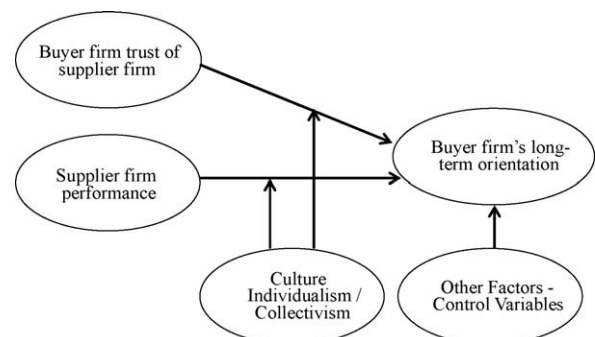 Buyer firm trust of
supplier firm
Supplier firm
performance
Buyer firm's long-
term orientation
Culture
Individualism /
Collectivism
Other Factors -
Control Variables